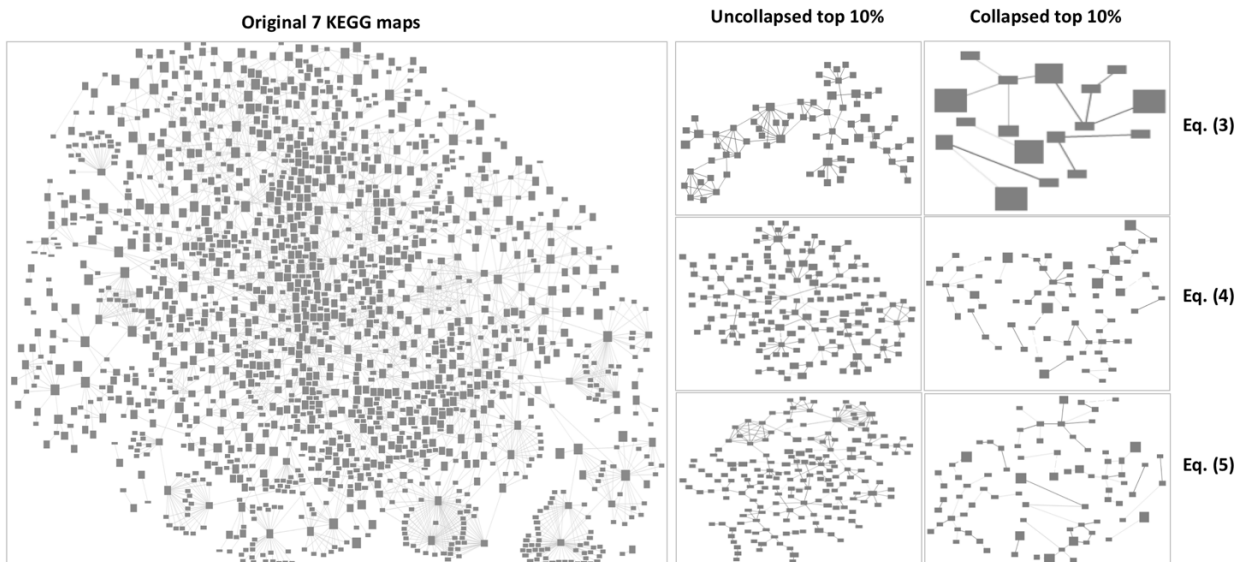 Original 7 KEGG maps
Uncollapsed top 10%
Collapsed top 10%
Eq. (3)
Eq. (4)
Eq. (5)